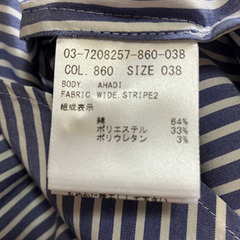 03-7208257-860-038
COL. 860 SIZE 038
BODY. AHADI
FABRIC WIDE.STRIPE2
組成表示
綿 64%
ポリエステル 33%
ポリウレタン 3%